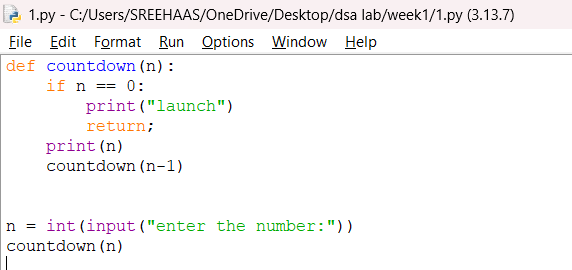 1.py - C:/Users/SREEHAAS/OneDrive/Desktop/dsa lab/week1/1.py (3.13.7)
File Edit Format Run Options Window Help
def countdown(n):
    if n == 0:
        print("launch")
        return;
    print(n)
    countdown(n-1)
n = int(input("enter the number:"))
countdown(n)